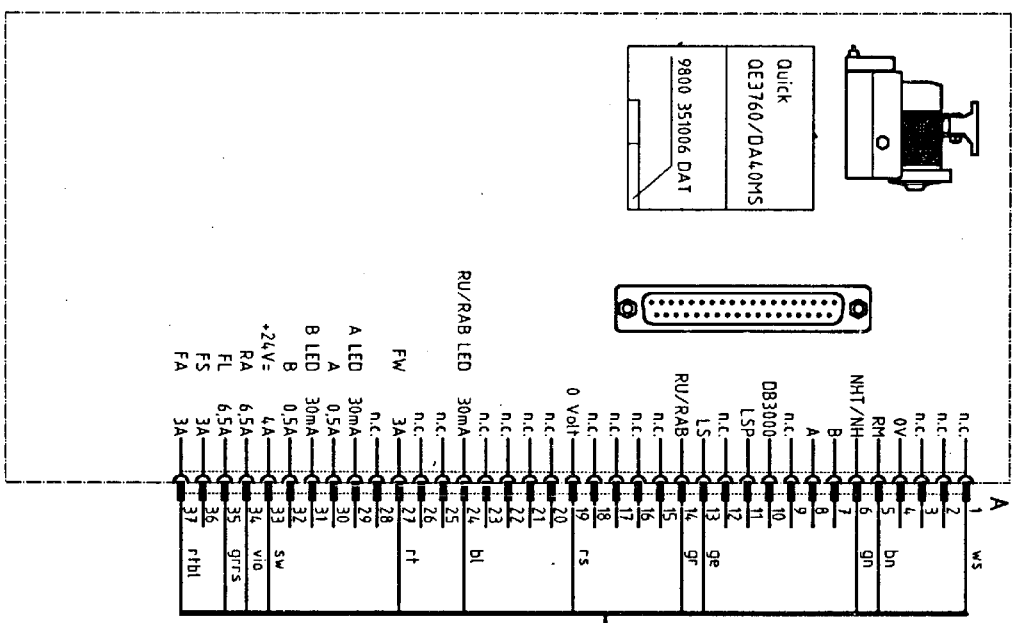 Quick
QE3760/DA40MS
9800 351006 DAT
A
n.c. 1 ws
n.c. 2
n.c. 3
0V 4
RM 5 bn
NHT/NH 6 gn
B 7
A 8
n.c. 9
DB3000 10
LSP 11
n.c. 12
LS 13 ge
RU/RAB 14 gr
n.c. 15
n.c. 16
n.c. 17
n.c. 18
0 Volt 19 rs
n.c. 20
n.c. 21
n.c. 22
n.c. 23
RU/RAB LED 30mA 24 bl
n.c. 25
n.c. 26
FW 3A 27 rt
n.c. 28
A LED 30mA 29
A 0,5A 30
B LED 30mA 31
B 0,5A 32
+24V= 4A 33 sw
RA 6,5A 34 vio
FL 6,5A 35 grrs
FS 3A 36
FA 3A 37 rtbl